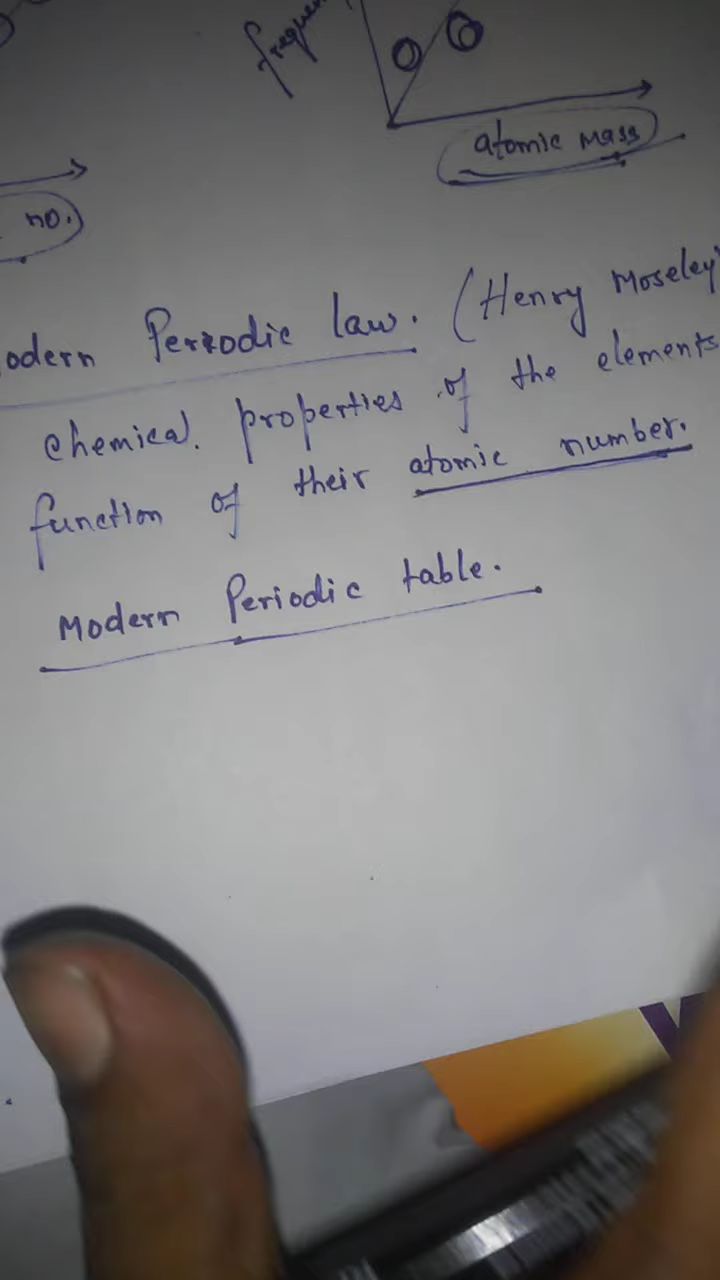 atomic mass
no.
odern Periodic law. (Henry Moseley
chemical. properties of the elements
function of their atomic number.
Modern Periodic table.